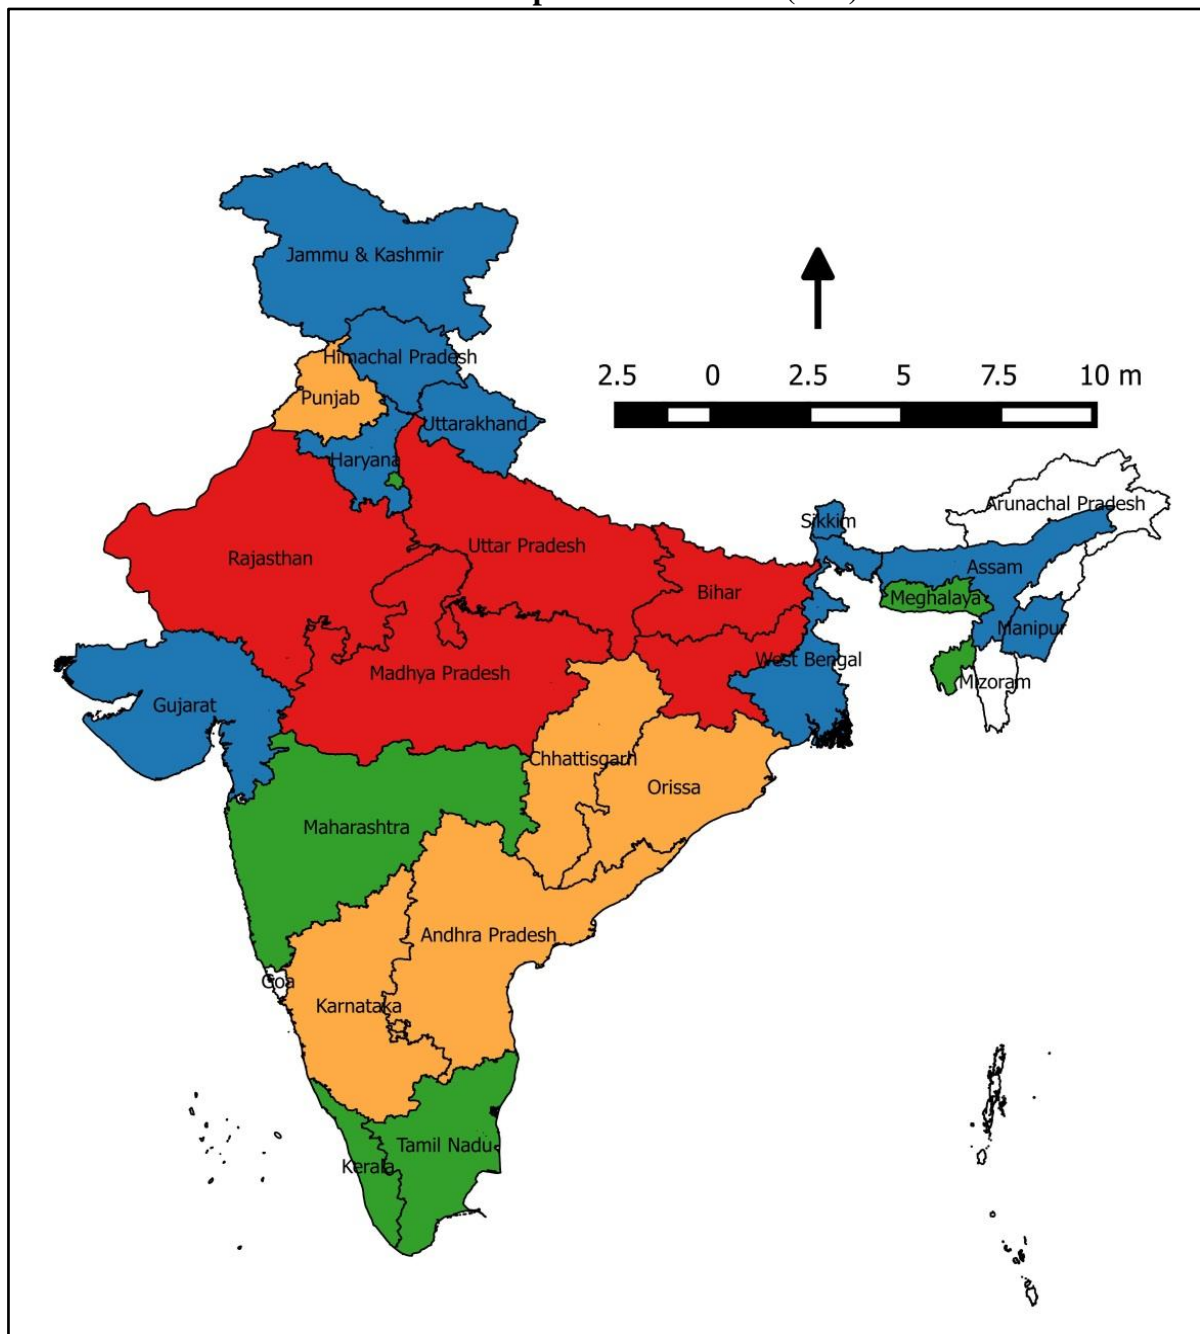 Jammu & Kashmir
Himachal Pradesh
Punjab
Uttarakhand
Haryana
2.5 0 2.5 5 7.5 10 m
Arunachal Pradesh
Sikkim
Rajasthan
Uttar Pradesh
Assam
Bihar
Meghalaya
Manipur
West Bengal
Madhya Pradesh
Mizoram
Gujarat
Chhattisgarh
Orissa
Maharashtra
Andhra Pradesh
Goa
Karnataka
Tamil Nadu
Kerala